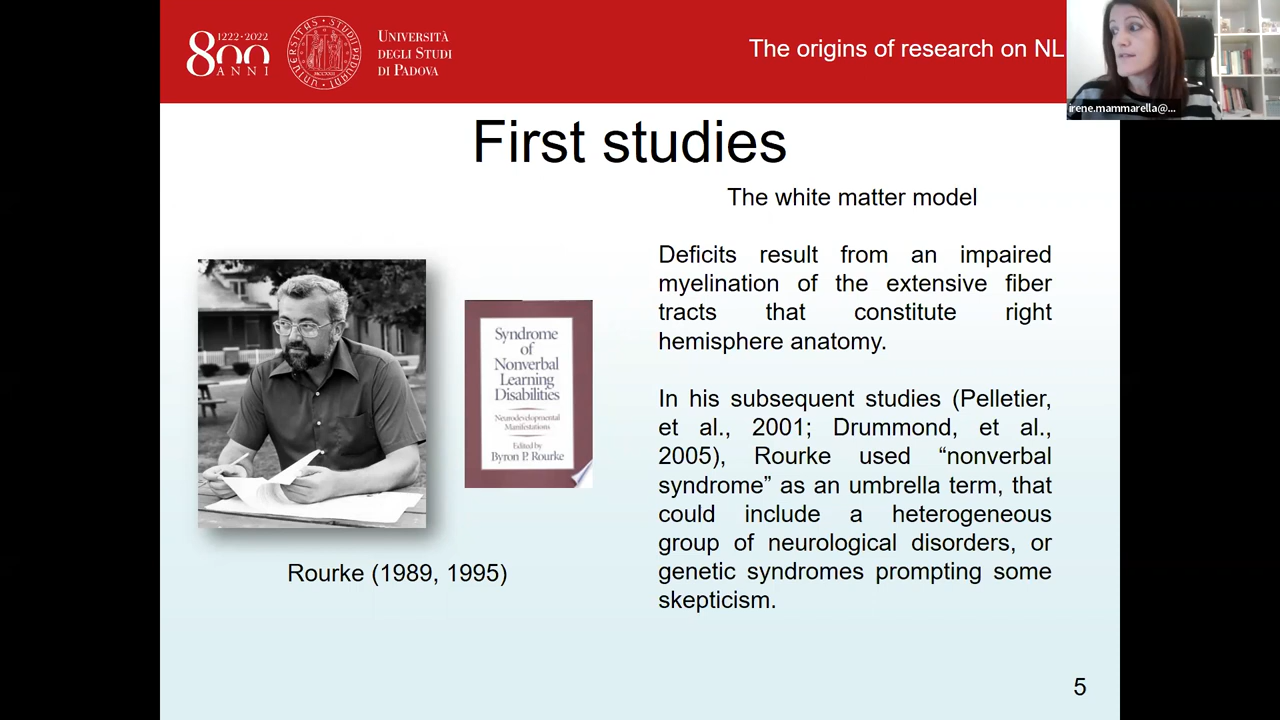 1222·2022
800
ANNI
UNIVERSITÀ
DEGLI STUDI
DI PADOVA
The origins of research on NL
irene.mammarella@...
First studies
The white matter model
Deficits result from an impaired
myelination of the extensive fiber
tracts that constitute right
hemisphere anatomy.
Syndrome
of
Nonverbal
Learning
Disabilities
Neurodevelopmental
Manifestations
Edited by
Byron P. Rourke
In his subsequent studies (Pelletier,
et al., 2001; Drummond, et al.,
2005), Rourke used “nonverbal
syndrome” as an umbrella term, that
could include a heterogeneous
group of neurological disorders, or
genetic syndromes prompting some
skepticism.
Rourke (1989, 1995)
5